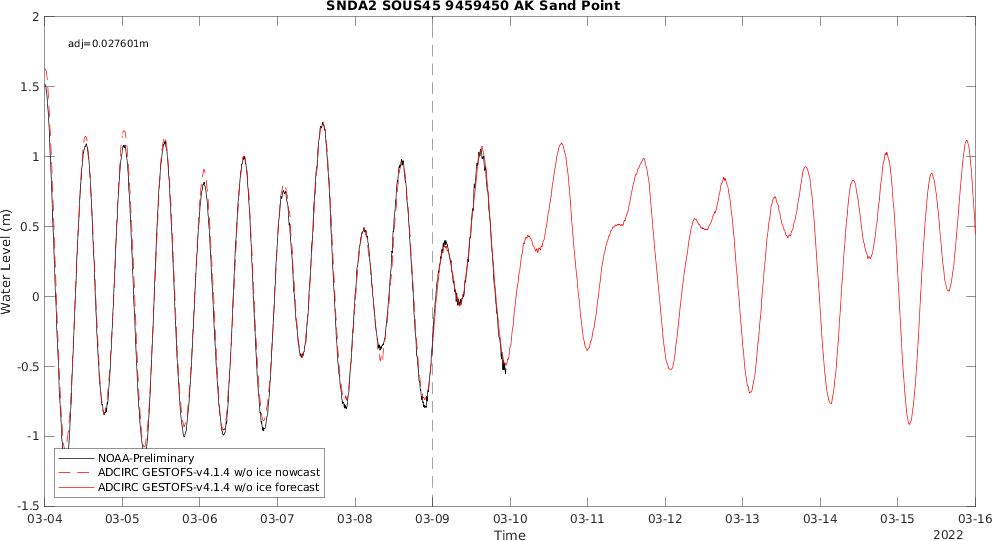 SNDA2 SOUS45 9459450 AK Sand Point
adj=0.027601m
Water Level (m)
2
1.5
1
0.5
0
-0.5
-1
-1.5
NOAA-Preliminary
ADCIRC GESTOFS-v4.1.4 w/o ice nowcast
ADCIRC GESTOFS-v4.1.4 w/o ice forecast
03-04 03-05 03-06 03-07 03-08 03-09 03-10 03-11 03-12 03-13 03-14 03-15 03-16
Time
2022